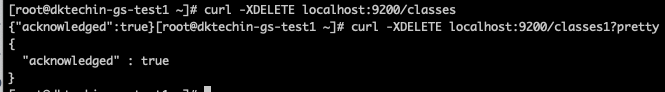 [root@dktechin-gs-test1 ~]# curl -XDELETE localhost:9200/classes
{"acknowledged":true}[root@dktechin-gs-test1 ~]# curl -XDELETE localhost:9200/classes1?pretty
{
  "acknowledged" : true
}